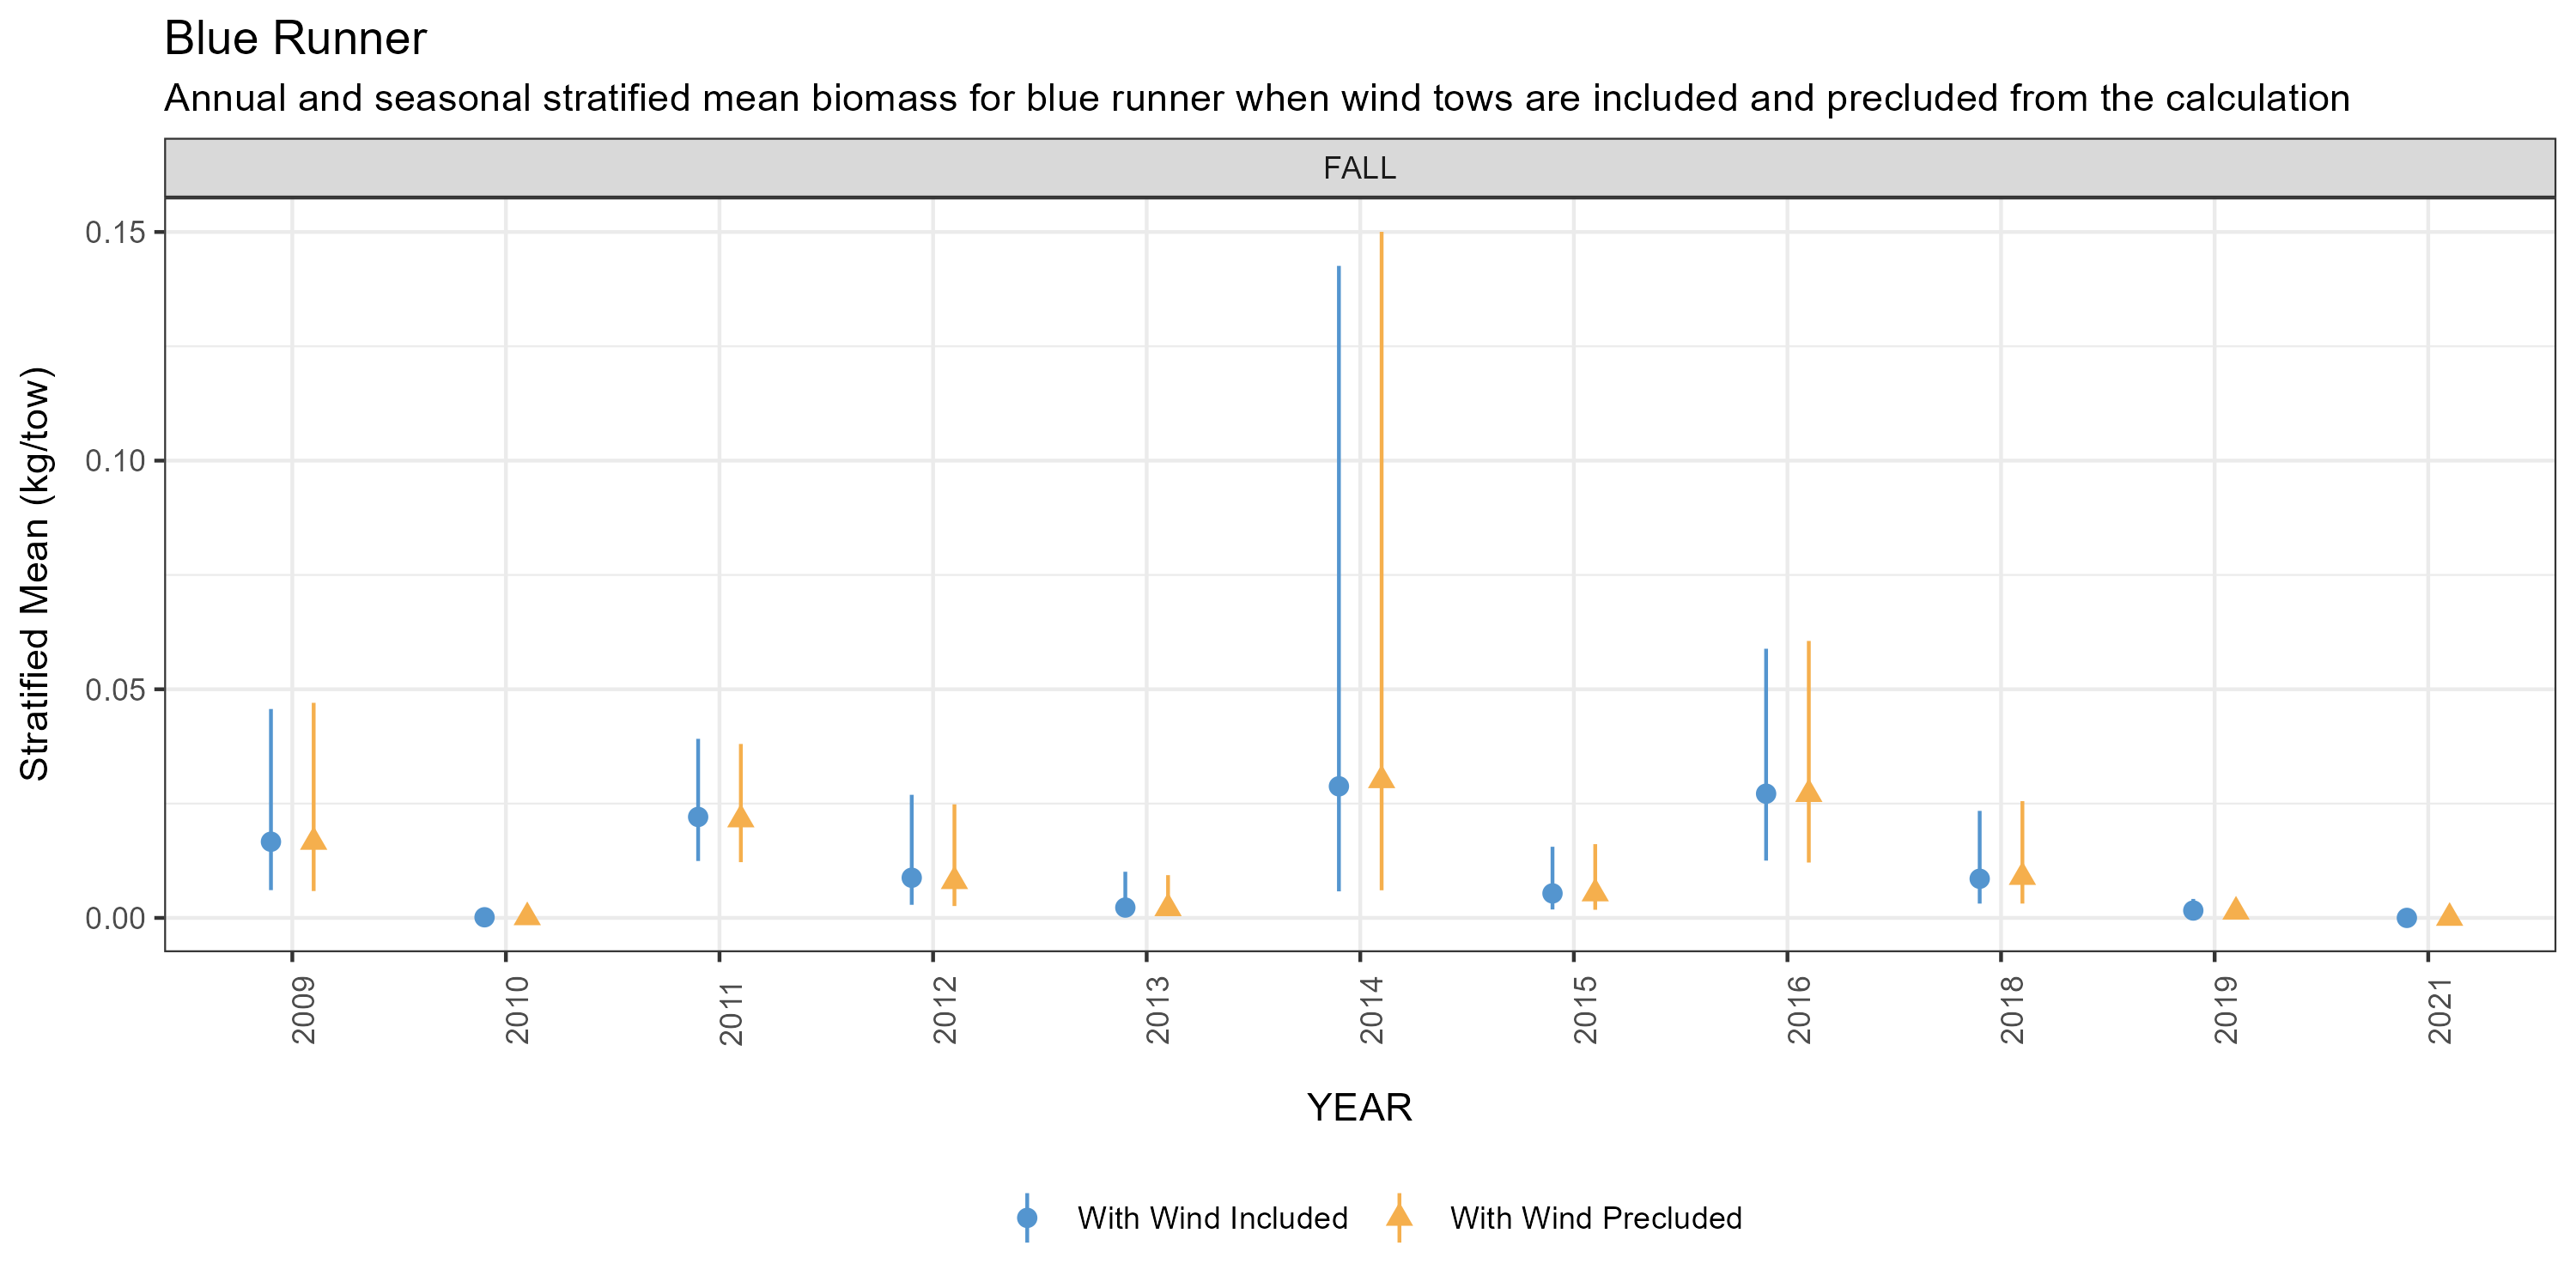 Blue Runner
Annual and seasonal stratified mean biomass for blue runner when wind tows are included and precluded from the calculation
FALL
Stratified Mean (kg/tow)
0.15
0.10
0.05
0.00
2009 2010 2011 2012 2013 2014 2015 2016 2018 2019 2021
YEAR
With Wind Included With Wind Precluded